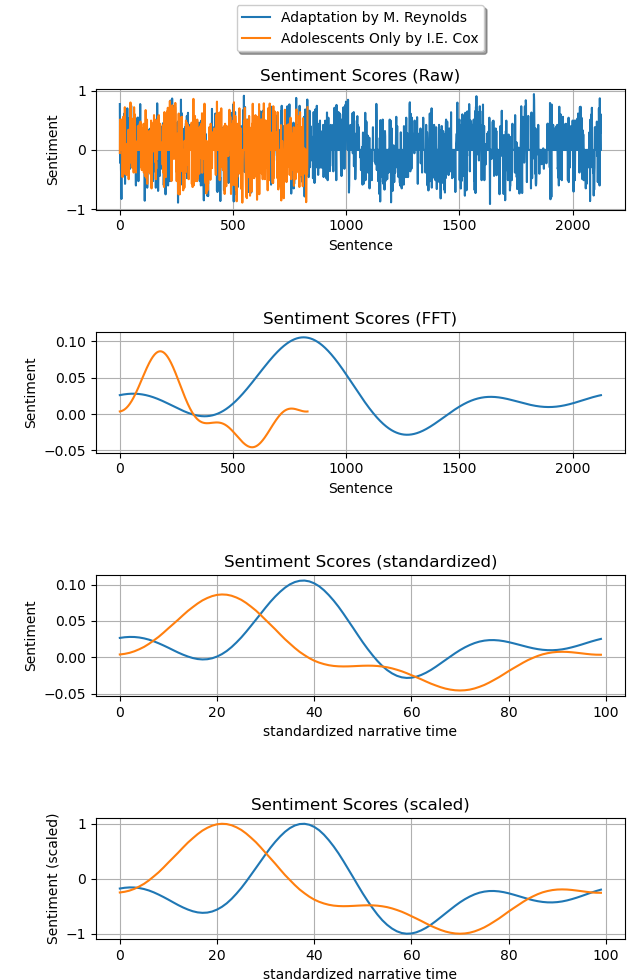 Adaptation by M. Reynolds
Adolescents Only by I.E. Cox
Sentiment Scores (Raw)
Sentiment
1
0
−1
0 500 1000 1500 2000
Sentence
Sentiment Scores (FFT)
Sentiment
0.10
0.05
0.00
−0.05
0 500 1000 1500 2000
Sentence
Sentiment Scores (standardized)
Sentiment
0.10
0.05
0.00
−0.05
0 20 40 60 80 100
standardized narrative time
Sentiment Scores (scaled)
Sentiment (scaled)
1
0
−1
0 20 40 60 80 100
standardized narrative time